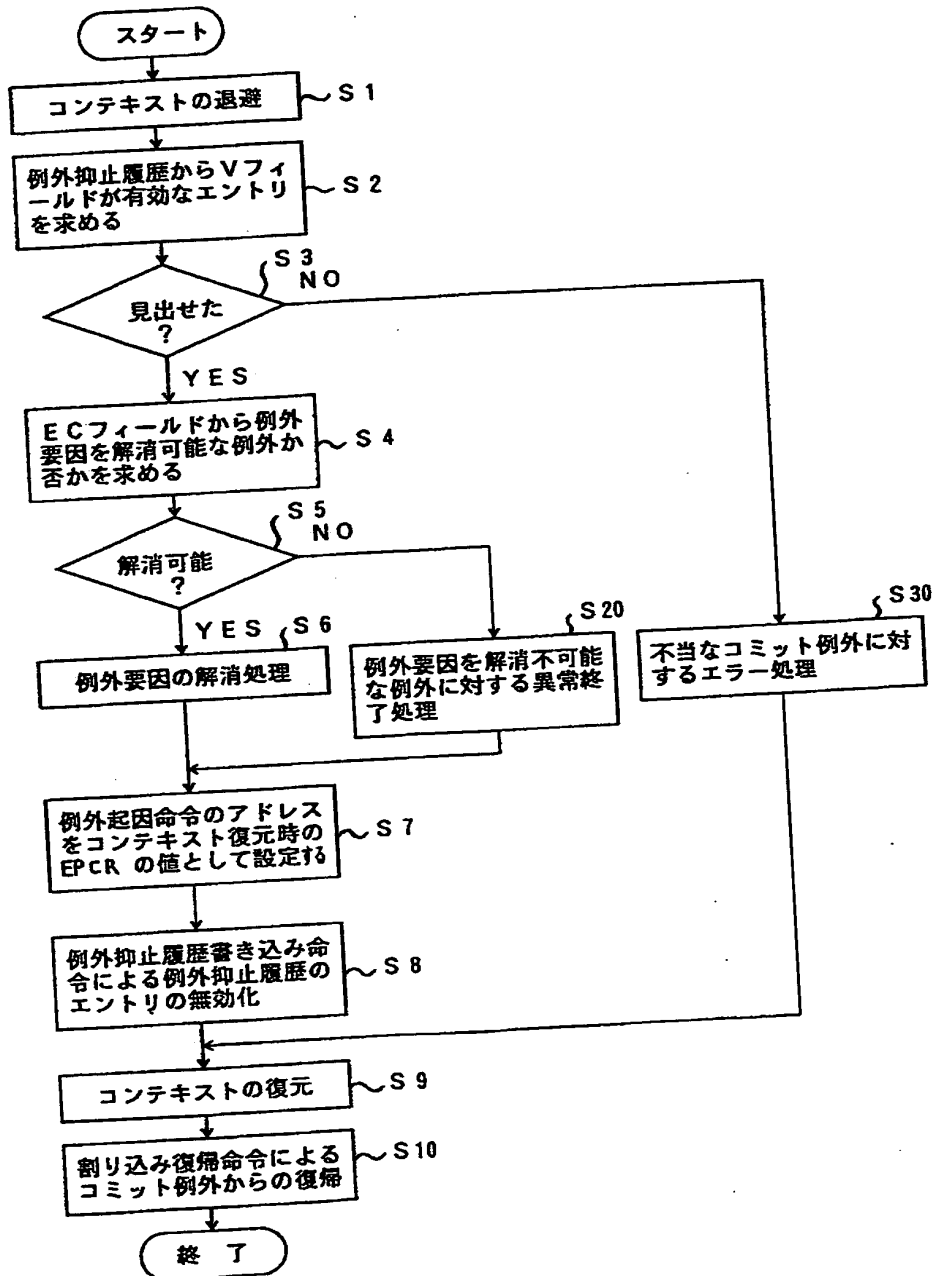 スタート
コンテキストの退避
S1
例外抑止履歴からVフィ
ールドが有効なエントリ
を求める
S2
S3
NO
見出せた
?
YES
ECフィールドから例外
要因を解消可能な例外か
否かを求める
S4
S5
NO
解消可能
?
YES
S6
例外要因の解消処理
S20
例外要因を解消不可能
な例外に対する異常終
了処理
S30
不当なコミット例外に対
するエラー処理
例外起因命令のアドレス
をコンテキスト復元時の
EPCR の値として設定する
S7
例外抑止履歴書き込み命
令による例外抑止履歴の
エントリの無効化
S8
コンテキストの復元
S9
割り込み復帰命令による
コミット例外からの復帰
S10
終 了